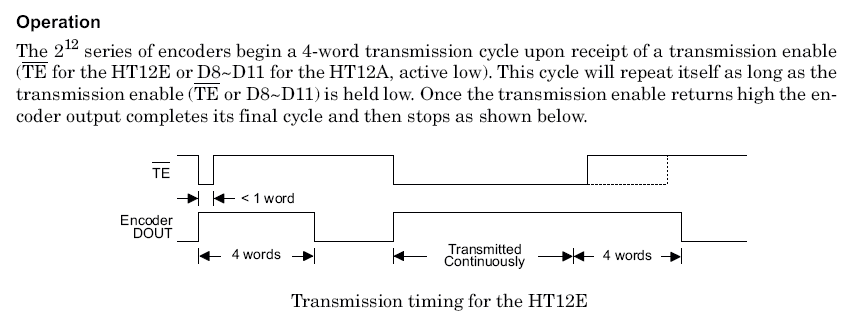 Operation
The 2¹² series of encoders begin a 4-word transmission cycle upon receipt of a transmission enable
(T̅E̅ for the HT12E or D8~D11 for the HT12A, active low). This cycle will repeat itself as long as the
transmission enable (T̅E̅ or D8~D11) is held low. Once the transmission enable returns high the en-
coder output completes its final cycle and then stops as shown below.
T̅E̅
< 1 word
Encoder
DOUT
4 words
Transmitted
Continuously
4 words
Transmission timing for the HT12E